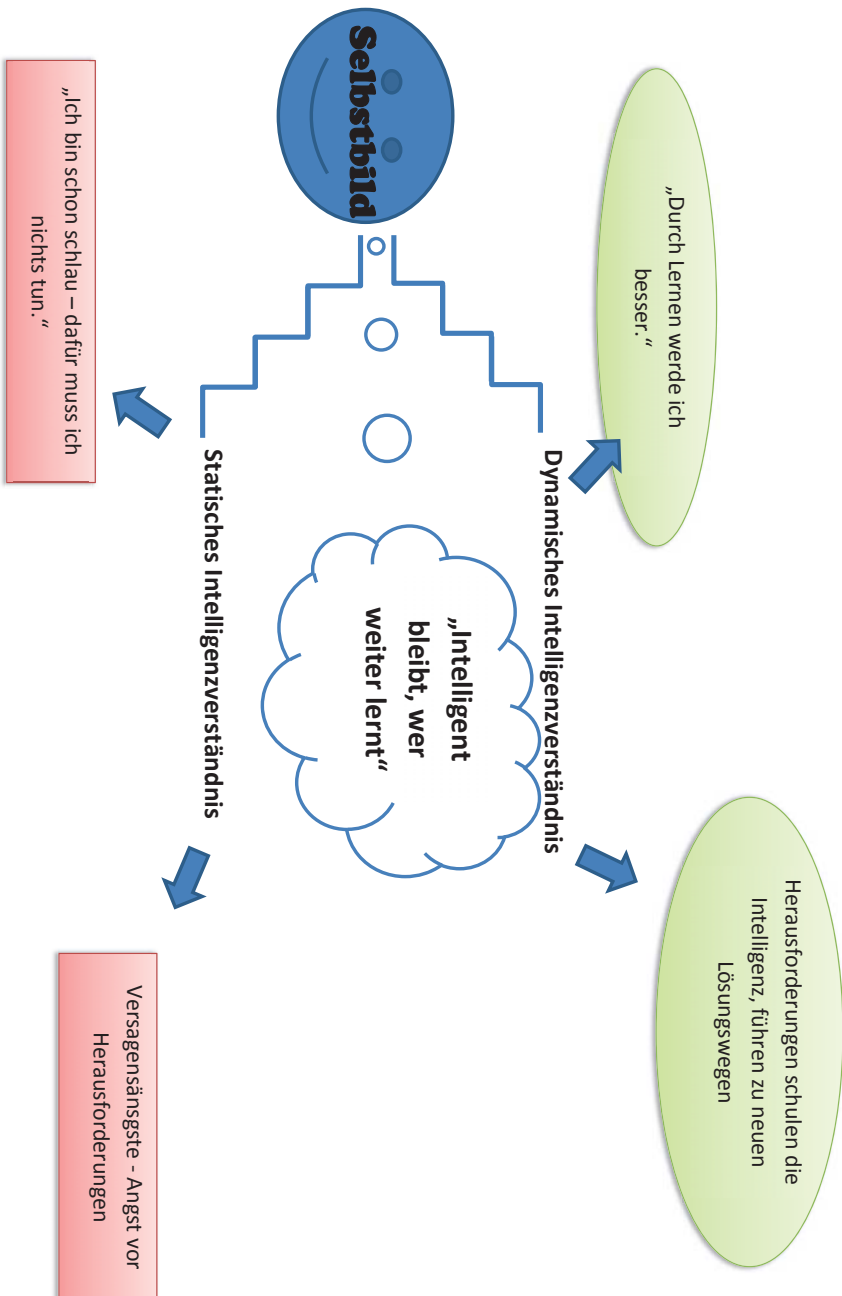 „Durch Lernen werde ich
besser.“
Herausforderungen schulen die
Intelligenz, führen zu neuen
Lösungswegen
Dynamisches Intelligenzverständnis
Selbstbild
„Intelligent
bleibt, wer
weiter lernt“
Statisches Intelligenzverständnis
„Ich bin schon schlau – dafür muss ich
nichts tun.“
Versagensänsgste - Angst vor
Herausforderungen